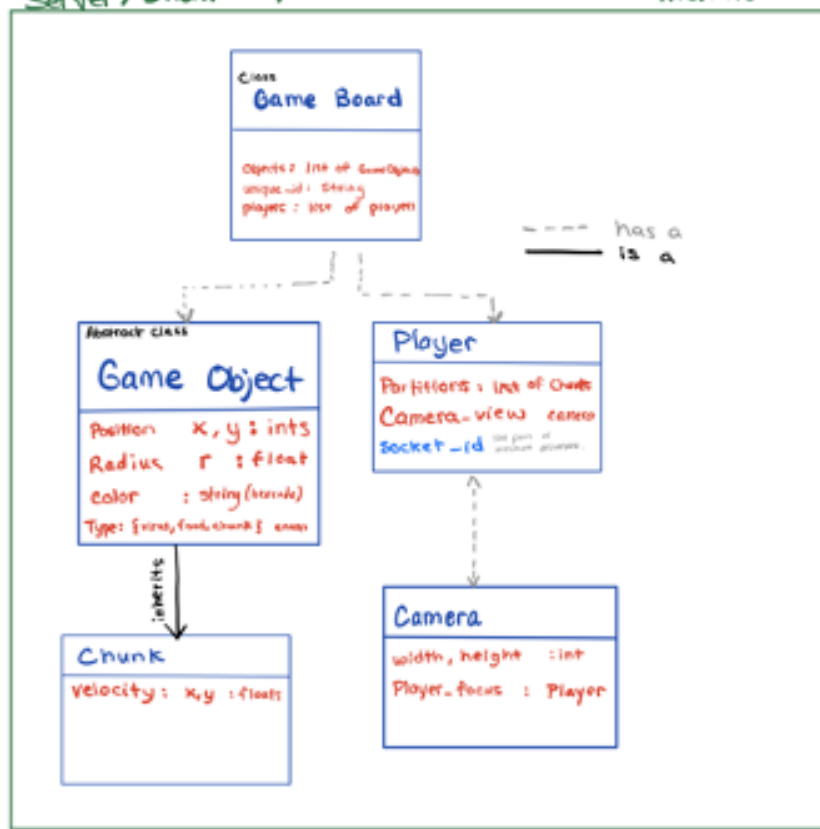 Server /
Class
Game Board
Objects: list of GameObjects
unique_id: String
players: list of players
has a
is a
Abstract class
Game Object
Position x, y : ints
Radius r : float
Color : string (hexcode)
Type: {virus, food, chunk} enum
Player
Partitions: list of Chunks
Camera_view camera
socket_id
inherits
Chunk
Velocity: x,y : floats
Camera
width, height : int
Player_focus : Player